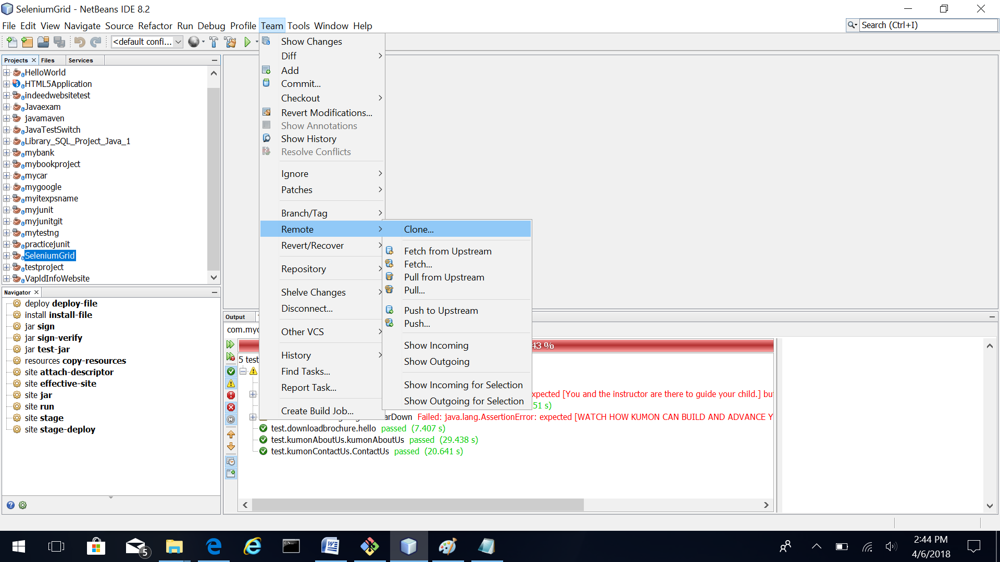 SeleniumGrid - NetBeans IDE 8.2
File Edit View Navigate Source Refactor Run Debug Profile Team Tools Window Help
Search (Ctrl+I)
<default confi...
Projects Files Services
HelloWorld
HTML5Application
indeedwebsitetest
Javaexam
javamaven
JavaTestSwitch
Library_SQL_Project_Java_1
mybank
mybookproject
mycar
mygoogle
myitexpsname
myjunit
myjunitgit
mytestng
practicejunit
SeleniumGrid
testproject
VapldInfoWebsite
Navigator
deploy deploy-file
install install-file
jar sign
jar sign-verify
jar test-jar
resources copy-resources
site attach-descriptor
site effective-site
site jar
site run
site stage
site stage-deploy
Show Changes
Diff
Add
Commit...
Checkout
Revert Modifications...
Show Annotations
Show History
Resolve Conflicts
Ignore
Patches
Branch/Tag
Remote
Revert/Recover
Repository
Shelve Changes
Disconnect...
Other VCS
History
Find Tasks...
Report Task...
Create Build Job...
Clone...
Fetch from Upstream
Fetch...
Pull from Upstream
Pull...
Push to Upstream
Push...
Show Incoming
Show Outgoing
Show Incoming for Selection
Show Outgoing for Selection
Output
43 %
5 test
xpected [You and the instructor are there to guide your child.]
51 s)
arDown Failed: java.lang.AssertionError: expected [WATCH HOW KUMON CAN BUILD AND ADVANCE Y
test.downloadbrochure.hello passed (7.407 s)
test.kumonAboutUs.kumonAboutUs passed (29.438 s)
test.kumonContactUs.ContactUs passed (20.641 s)
5
2:44 PM
4/6/2018